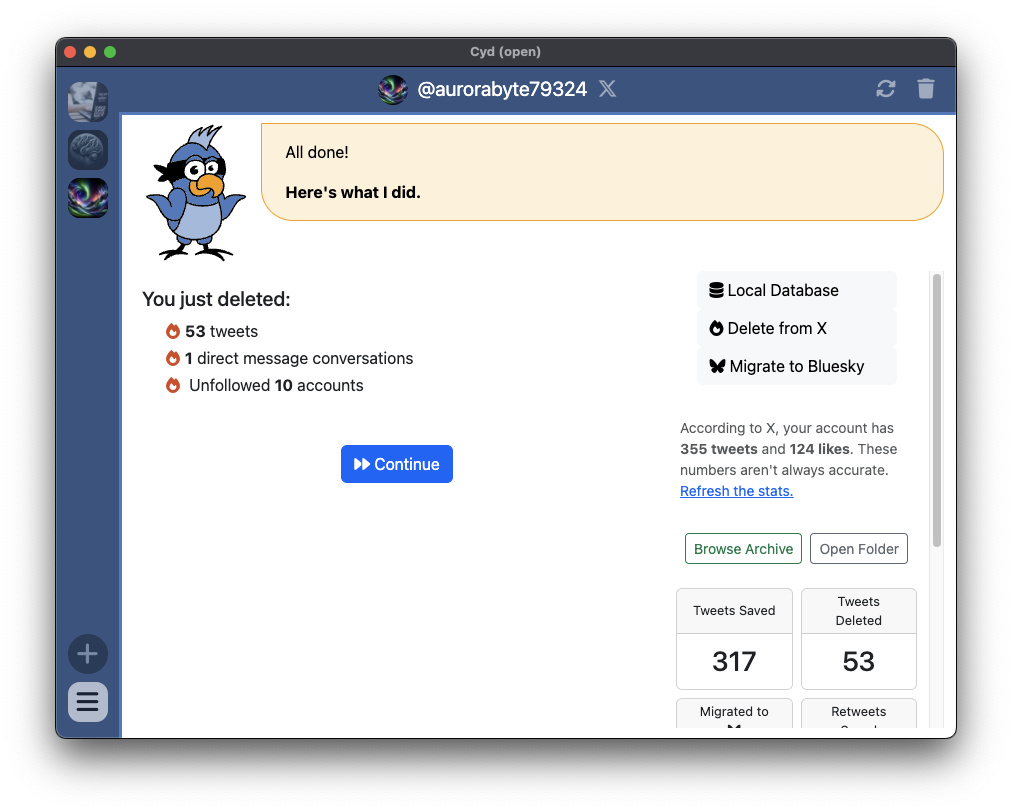 Cyd (open)
@aurorabyte79324
All done!
Here's what I did.
You just deleted:
53 tweets
1 direct message conversations
Unfollowed 10 accounts
Continue
Local Database
Delete from X
Migrate to Bluesky
According to X, your account has
355 tweets and 124 likes. These
numbers aren't always accurate.
Refresh the stats.
Browse Archive
Open Folder
Tweets Saved
317
Tweets
Deleted
53
Migrated to
Retweets